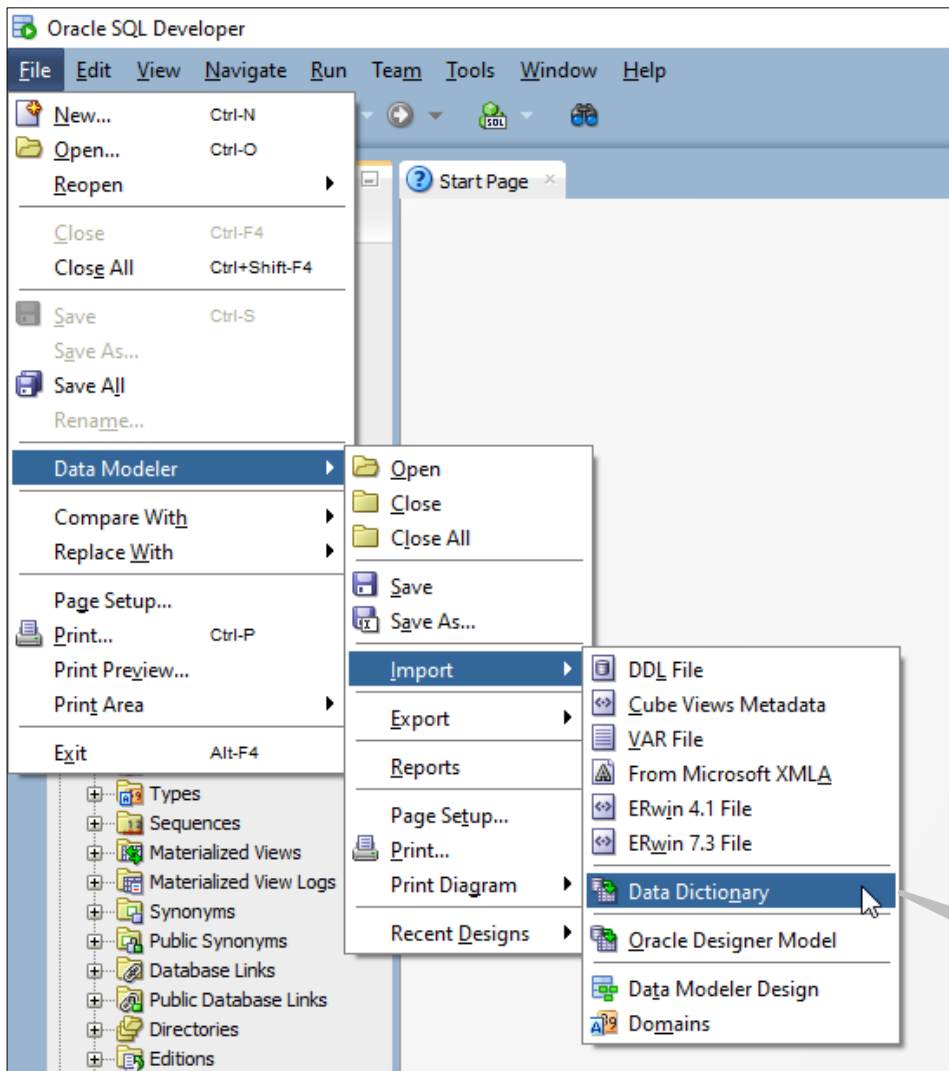 Oracle SQL Developer
File Edit View Navigate Run Team Tools Window Help
New... Ctrl-N
Open... Ctrl-O
Reopen
Close Ctrl-F4
Close All Ctrl+Shift-F4
Save Ctrl-S
Save As...
Save All
Rename...
Data Modeler
Compare With
Replace With
Page Setup...
Print... Ctrl-P
Print Preview...
Print Area
Exit Alt-F4
SQL
Start Page
Open
Close
Close All
Save
Save As...
Import
Export
Reports
Page Setup...
Print...
Print Diagram
Recent Designs
DDL File
Cube Views Metadata
VAR File
From Microsoft XMLA
ERwin 4.1 File
ERwin 7.3 File
Data Dictionary
Oracle Designer Model
Data Modeler Design
Domains
Types
Sequences
Materialized Views
Materialized View Logs
Synonyms
Public Synonyms
Database Links
Public Database Links
Directories
Editions